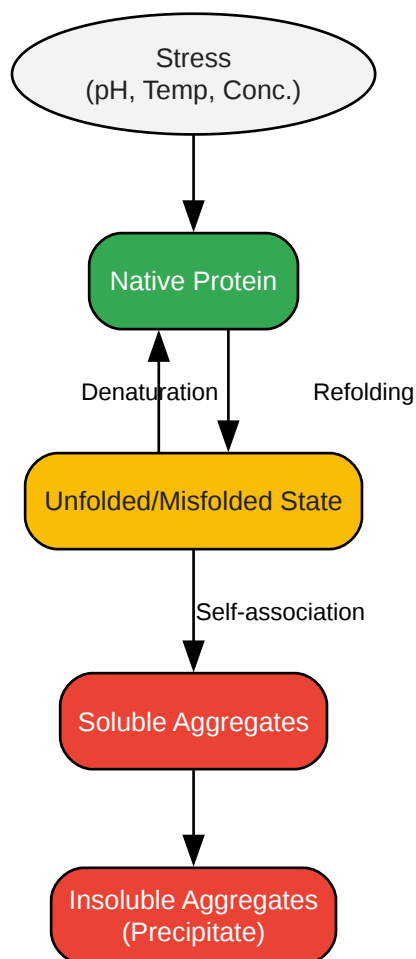 Stress
(pH, Temp, Conc.)
Native Protein
Denaturation
Refolding
Unfolded/Misfolded State
Self-association
Soluble Aggregates
Insoluble Aggregates
(Precipitate)